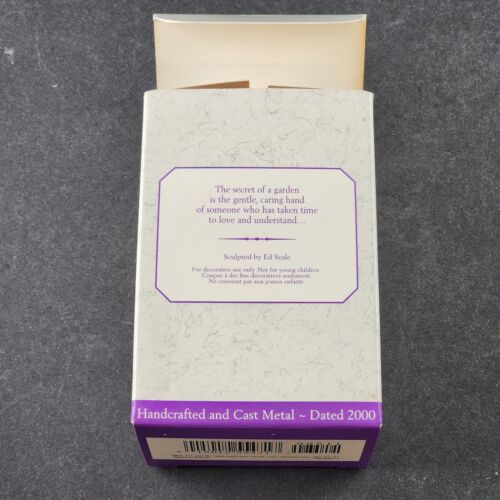 The secret of a garden
is the gentle, caring hand
of someone who has taken time
to love and understand...
Sculpted by Ed Seale
For decorative use only. Not for young children.
Conçue à des fins décoratives seulement.
Ne convient pas aux jeunes enfants
Handcrafted and Cast Metal ~ Dated 2000